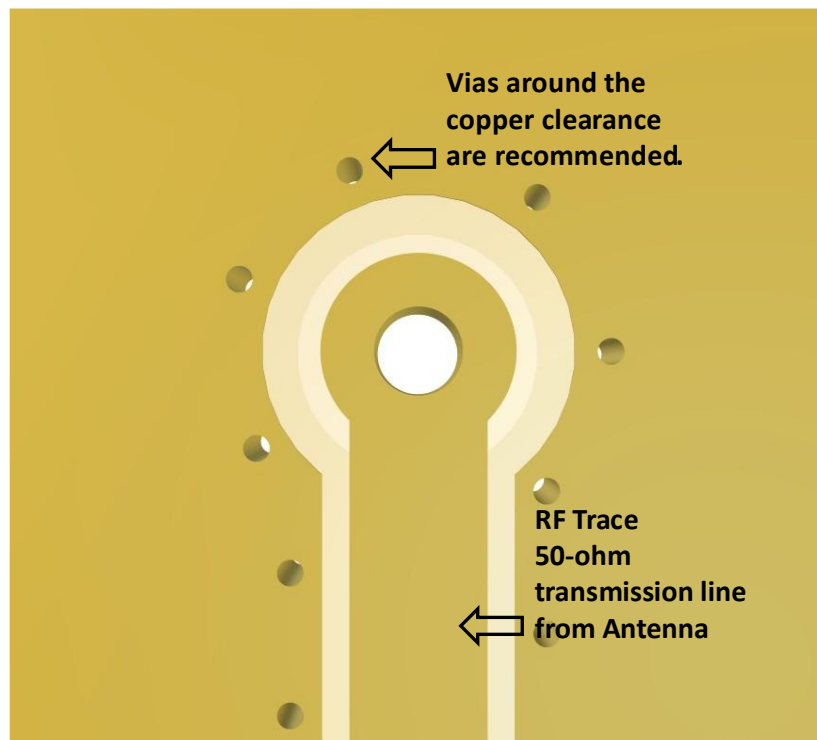 Vias around the
copper clearance
are recommended.
RF Trace
50-ohm
transmission line
from Antenna